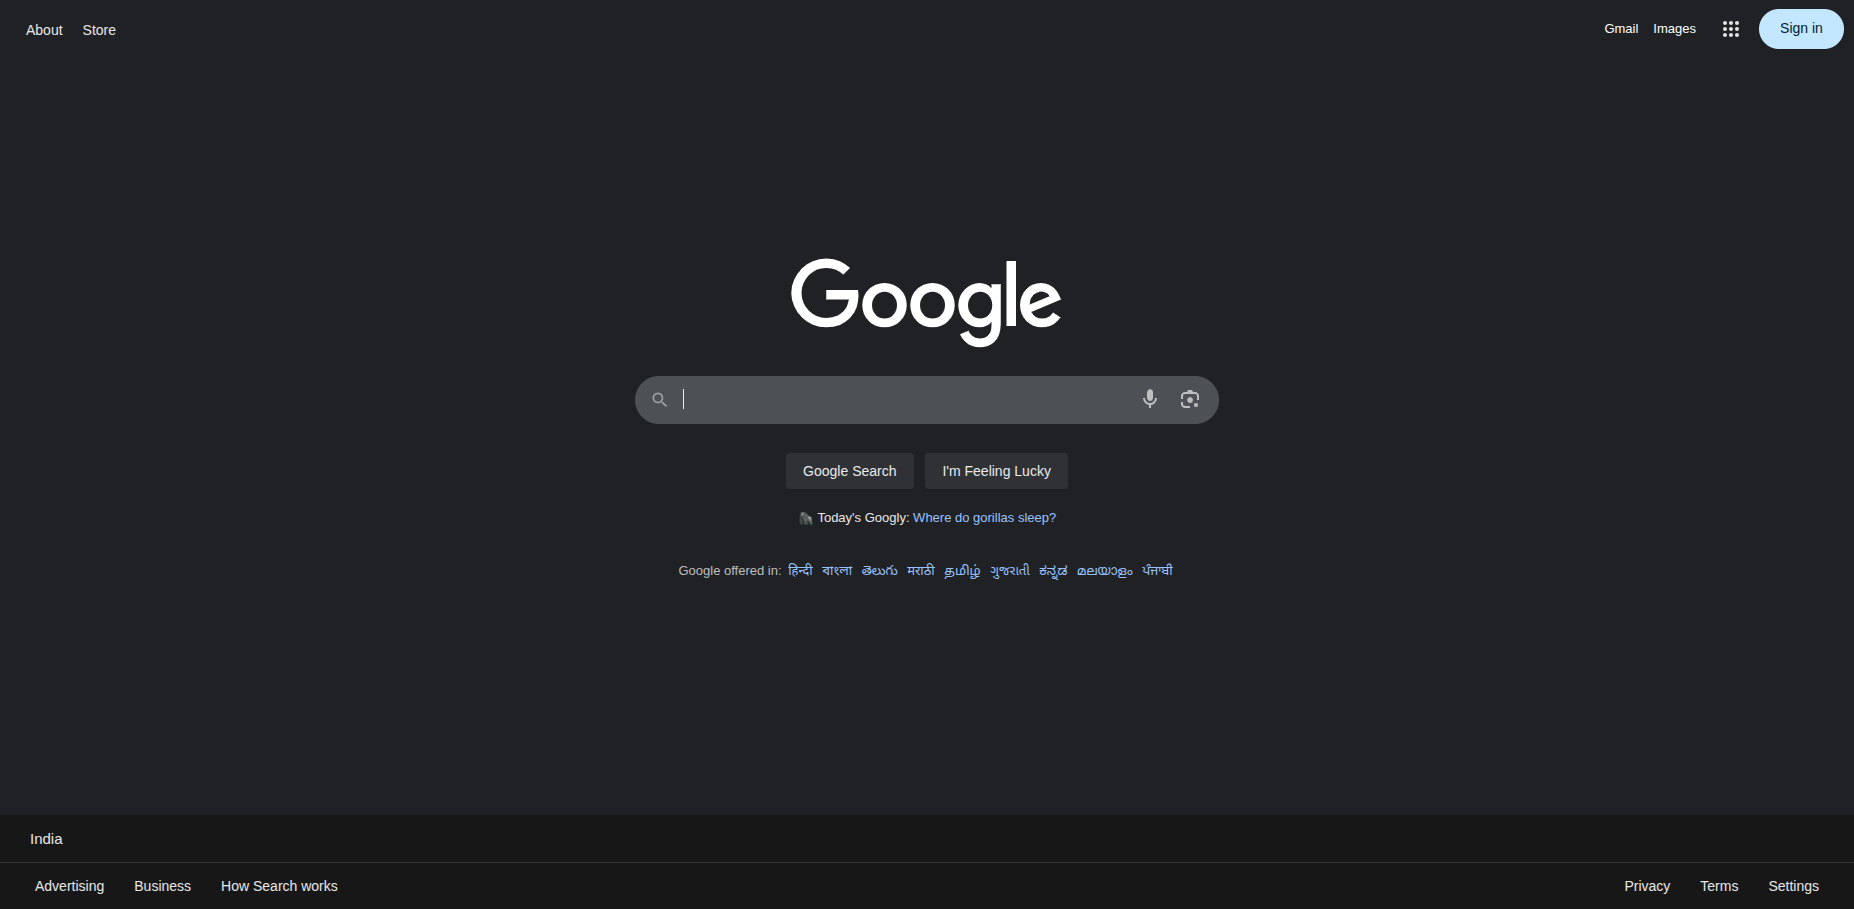 About Store
Gmail Images Sign in
Google
Google Search I'm Feeling Lucky
Today's Googly: Where do gorillas sleep?
Google offered in: हिन्दी বাংলা తెలుగు मराठी தமிழ் ગુજરાતી ಕನ್ನಡ മലയാളം ਪੰਜਾਬੀ
India
Advertising Business How Search works
Privacy Terms Settings